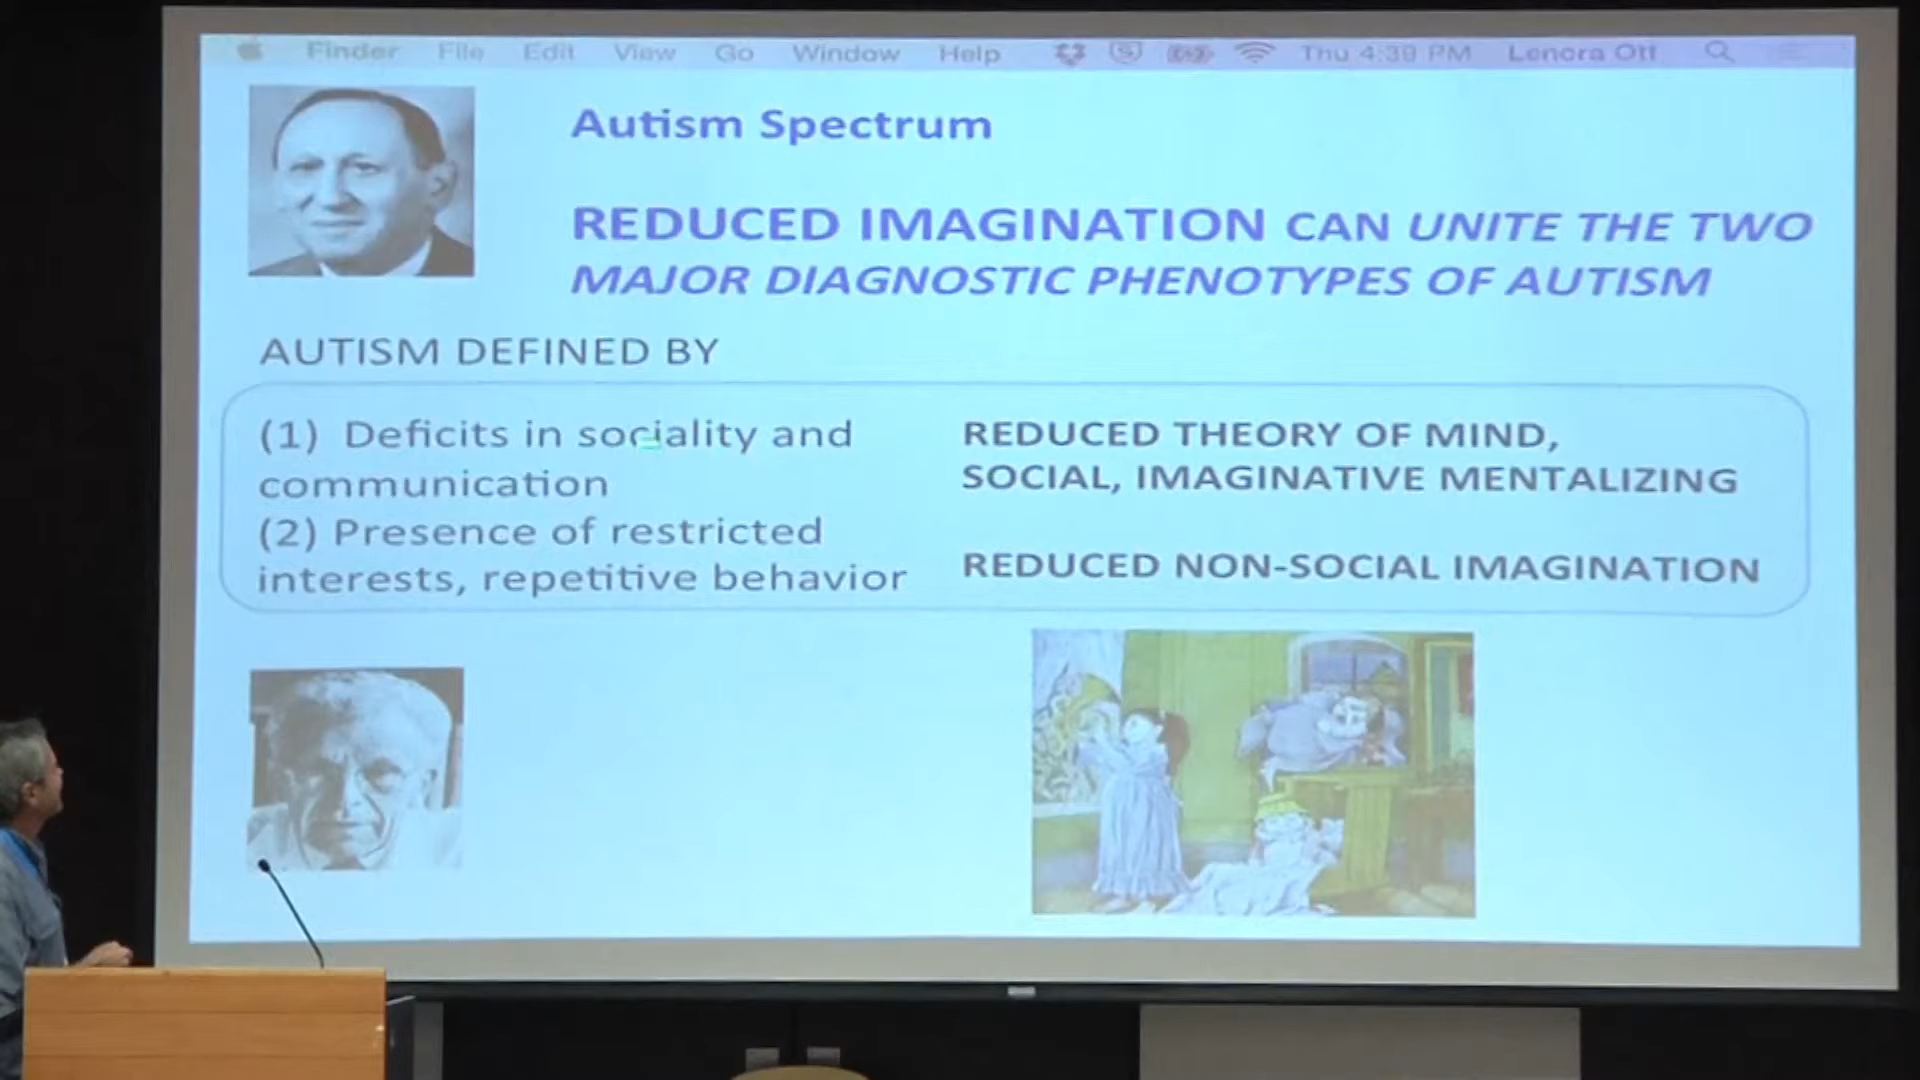 Finder File Edit View Go Window Help Thu 4:39 PM Lenora Ott
Autism Spectrum
REDUCED IMAGINATION CAN UNITE THE TWO
MAJOR DIAGNOSTIC PHENOTYPES OF AUTISM
AUTISM DEFINED BY
(1) Deficits in sociality and
communication
(2) Presence of restricted
interests, repetitive behavior
REDUCED THEORY OF MIND,
SOCIAL, IMAGINATIVE MENTALIZING
REDUCED NON-SOCIAL IMAGINATION